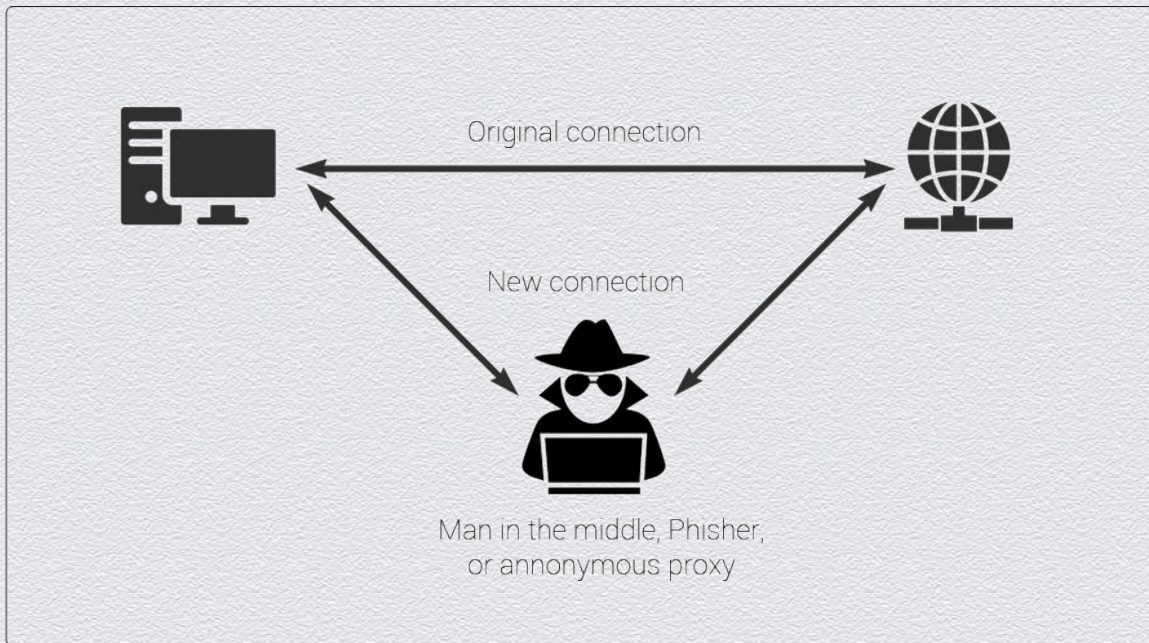 Original connection
New connection
Man in the middle, Phisher,
or annonymous proxy